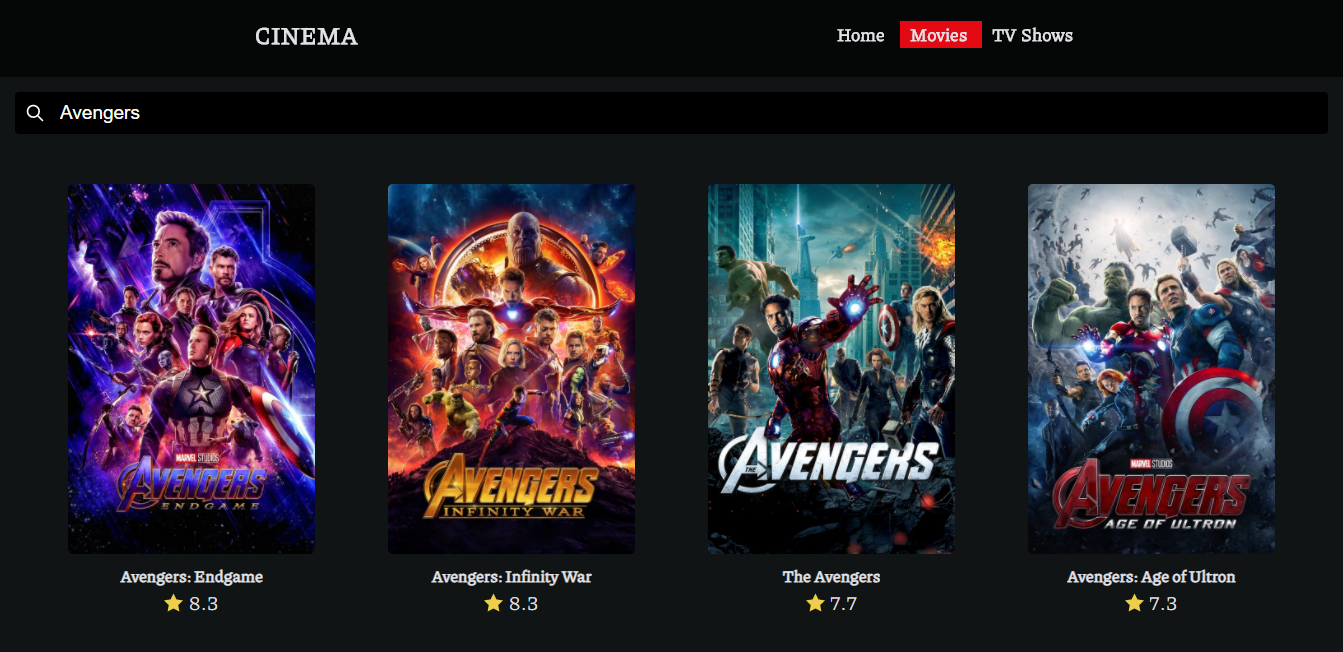 CINEMA
Home Movies TV Shows
Avengers
MARVEL STUDIOS
AVENGERS
ENDGAME
AVENGERS
INFINITY WAR
THE AVENGERS
MARVEL STUDIOS
AVENGERS
AGE OF ULTRON
Avengers: Endgame
8.3
Avengers: Infinity War
8.3
The Avengers
7.7
Avengers: Age of Ultron
7.3